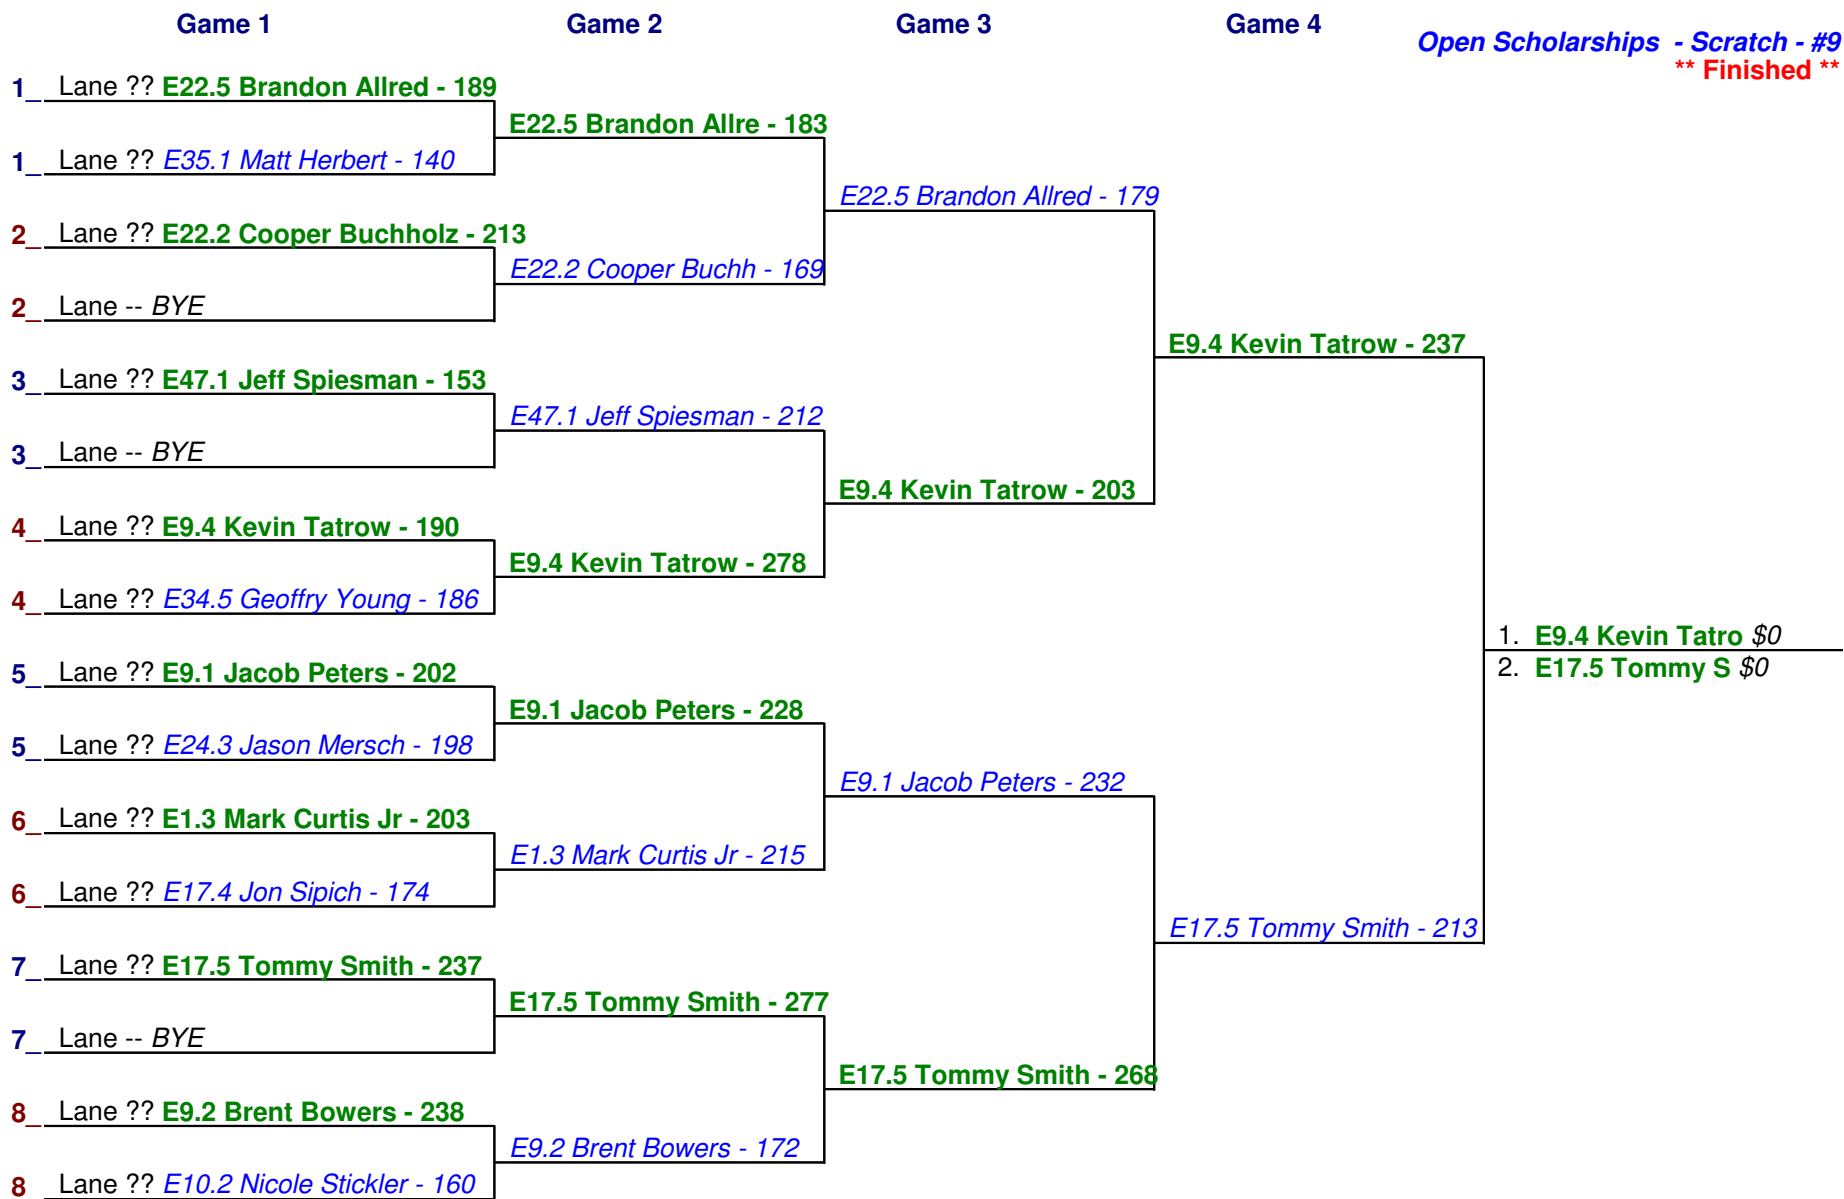 Game 1 Game 2 Game 3 Game 4
Open Scholarships - Scratch - #9
** Finished **
1_ Lane ?? E22.5 Brandon Allred - 189
E22.5 Brandon Allre - 183
1_ Lane ?? E35.1 Matt Herbert - 140
E22.5 Brandon Allred - 179
2_ Lane ?? E22.2 Cooper Buchholz - 213
E22.2 Cooper Buchh - 169
2_ Lane -- BYE
E9.4 Kevin Tatrow - 237
3_ Lane ?? E47.1 Jeff Spiesman - 153
E47.1 Jeff Spiesman - 212
3_ Lane -- BYE
E9.4 Kevin Tatrow - 203
4_ Lane ?? E9.4 Kevin Tatrow - 190
E9.4 Kevin Tatrow - 278
4_ Lane ?? E34.5 Geoffry Young - 186
1. E9.4 Kevin Tatro $0
2. E17.5 Tommy S $0
5_ Lane ?? E9.1 Jacob Peters - 202
E9.1 Jacob Peters - 228
5_ Lane ?? E24.3 Jason Mersch - 198
E9.1 Jacob Peters - 232
6_ Lane ?? E1.3 Mark Curtis Jr - 203
E1.3 Mark Curtis Jr - 215
6_ Lane ?? E17.4 Jon Sipich - 174
E17.5 Tommy Smith - 213
7_ Lane ?? E17.5 Tommy Smith - 237
E17.5 Tommy Smith - 277
7_ Lane -- BYE
E17.5 Tommy Smith - 268
8_ Lane ?? E9.2 Brent Bowers - 238
E9.2 Brent Bowers - 172
8 Lane ?? E10.2 Nicole Stickler - 160